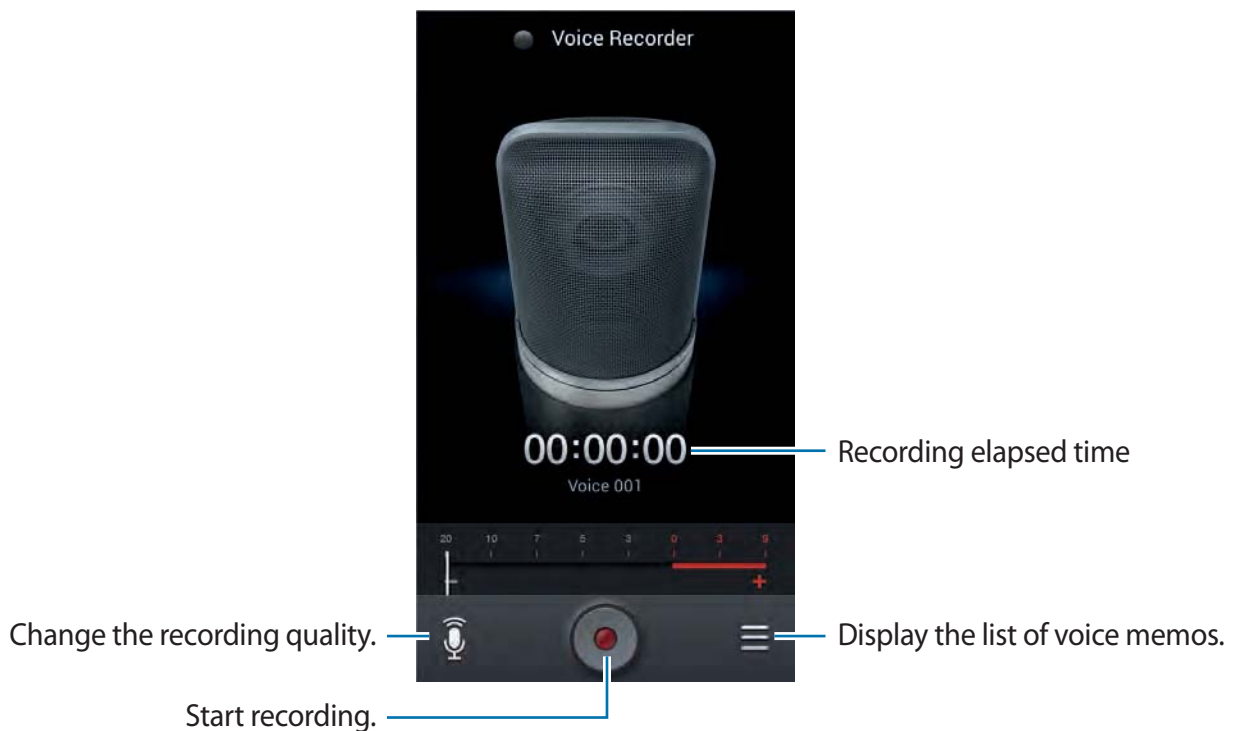 Voice Recorder
00:00:00
Recording elapsed time
Voice 001
20 10 7 5 3 0 3 9
- +
Change the recording quality.
Display the list of voice memos.
Start recording.